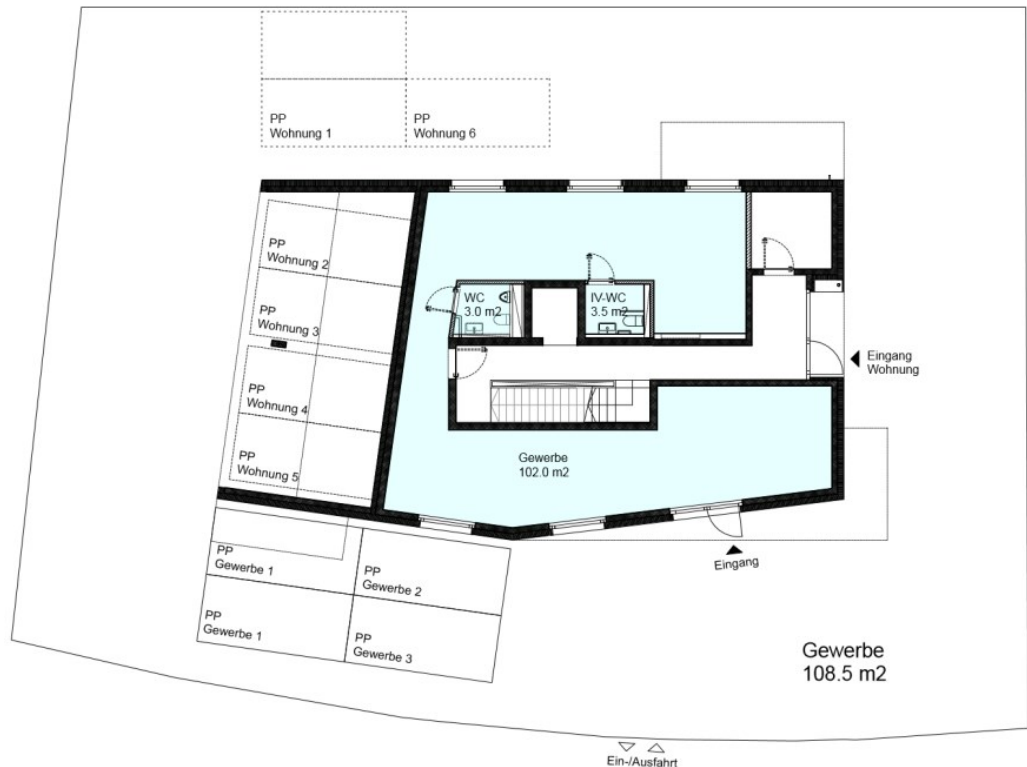 PP
Wohnung 1
PP
Wohnung 6
PP
Wohnung 2
PP
Wohnung 3
PP
Wohnung 4
PP
Wohnung 5
WC
3.0 m2
IV-WC
3.5 m2
Eingang
Wohnung
Gewerbe
102.0 m2
Eingang
PP
Gewerbe 1
PP
Gewerbe 2
PP
Gewerbe 1
PP
Gewerbe 3
Gewerbe
108.5 m2
Ein-/Ausfahrt